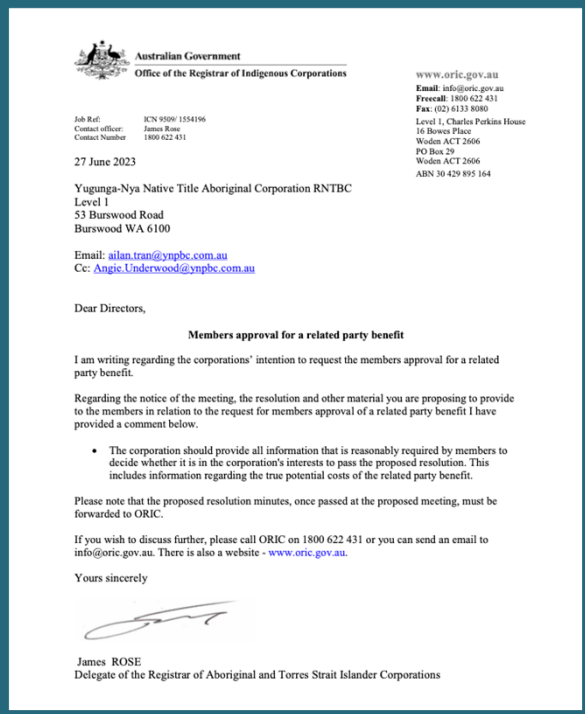 Australian Government
Office of the Registrar of Indigenous Corporations
www.oric.gov.au
Email: info@oric.gov.au
Freecall: 1800 622 431
Fax: (02) 6133 8080
Level 1, Charles Perkins House
16 Bowes Place
Woden ACT 2606
PO Box 29
Woden ACT 2606
ABN 30 429 895 164
Job Ref: ICN 9509/ 1554196
Contact officer: James Rose
Contact Number 1800 622 431
27 June 2023
Yugunga-Nya Native Title Aboriginal Corporation RNTBC
Level 1
53 Burswood Road
Burswood WA 6100
Email: ailan.tran@ynpbc.com.au
Cc: Angie.Underwood@ynpbc.com.au
Dear Directors,
Members approval for a related party benefit
I am writing regarding the corporations’ intention to request the members approval for a related
party benefit.
Regarding the notice of the meeting, the resolution and other material you are proposing to provide
to the members in relation to the request for members approval of a related party benefit I have
provided a comment below.
• The corporation should provide all information that is reasonably required by members to
decide whether it is in the corporation's interests to pass the proposed resolution. This
includes information regarding the true potential costs of the related party benefit.
Please note that the proposed resolution minutes, once passed at the proposed meeting, must be
forwarded to ORIC.
If you wish to discuss further, please call ORIC on 1800 622 431 or you can send an email to
info@oric.gov.au. There is also a website - www.oric.gov.au.
Yours sincerely
James ROSE
Delegate of the Registrar of Aboriginal and Torres Strait Islander Corporations